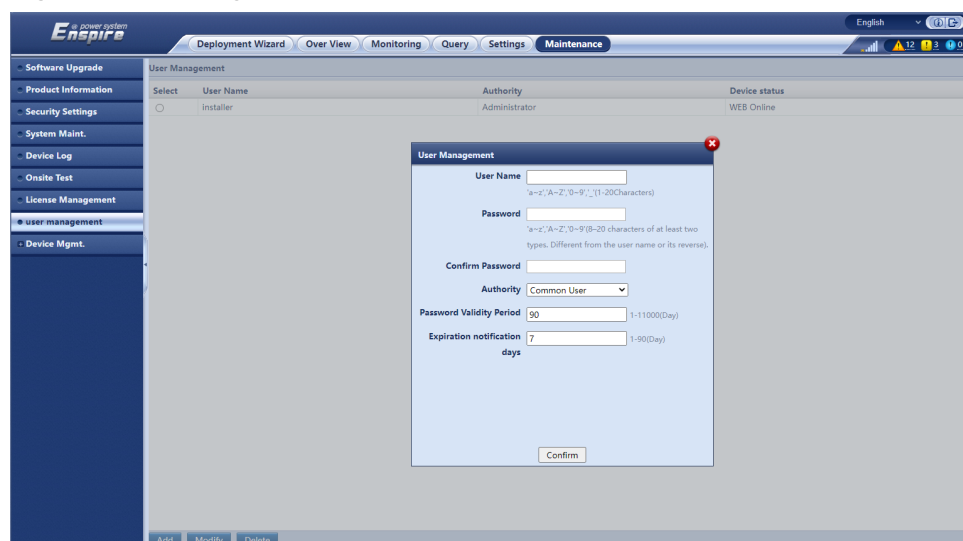 English
@ power system
Enspire
Deployment Wizard Over View Monitoring Query Settings Maintenance
12 3 0
Software Upgrade
Product Information
Security Settings
System Maint.
Device Log
Onsite Test
License Management
user management
Device Mgmt.
User Management
Select User Name Authority Device status
Installer Administrator WEB Online
User Management
User Name
'a~z','A~Z','0~9','_'(1-20Characters)
Password
'a~z','A~Z','0~9'(8–20 characters of at least two
types. Different from the user name or its reverse).
Confirm Password
Authority Common User
Password Validity Period 90 1-11000(Day)
Expiration notification
days
7 1-90(Day)
Confirm
Add Modify Delete